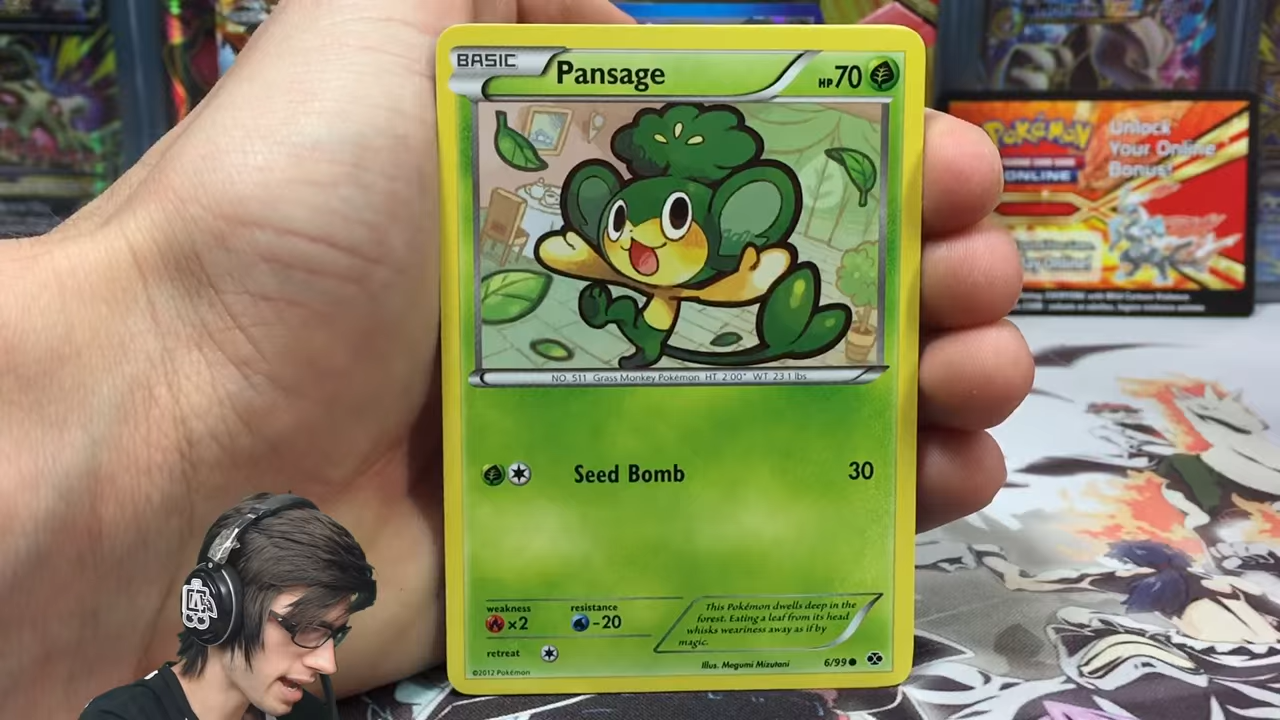 BASIC
Pansage
HP70
NO. 511 Grass Monkey Pokémon HT. 2'00" WT. 23.1 lbs
Seed Bomb 30
weakness
×2
resistance
-20
retreat
This Pokémon dwells deep in the
forest. Eating a leaf from its head
whisks weariness away as if by
magic.
Illus. Megumi Mizutani
6/99
©2012 Pokémon
POKéMON
ONLINE
Unlock
Your Online
Bonus!